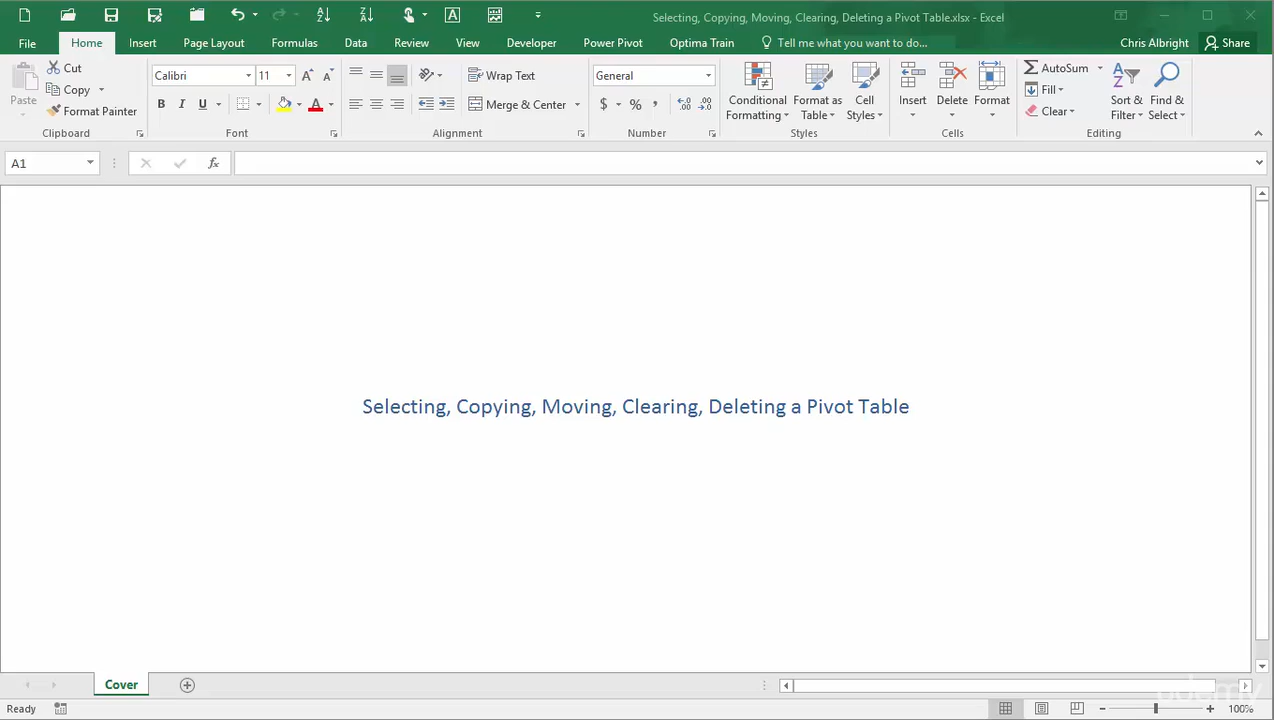 Selecting, Copying, Moving, Clearing, Deleting a Pivot Table.xlsx - Excel
File Home Insert Page Layout Formulas Data Review View Developer Power Pivot Optima Train Tell me what you want to do... Chris Albright Share
Paste Cut Copy Format Painter
Clipboard
Calibri 11
B I U A
Font
Wrap Text
Merge & Center
Alignment
General
$ % ,
Number
Conditional Formatting
Format as Table
Cell Styles
Styles
Insert Delete Format
Cells
AutoSum
Fill
Clear
Sort & Filter
Find & Select
Editing
A1 fx
Selecting, Copying, Moving, Clearing, Deleting a Pivot Table
Cover
udemy
Ready 100%